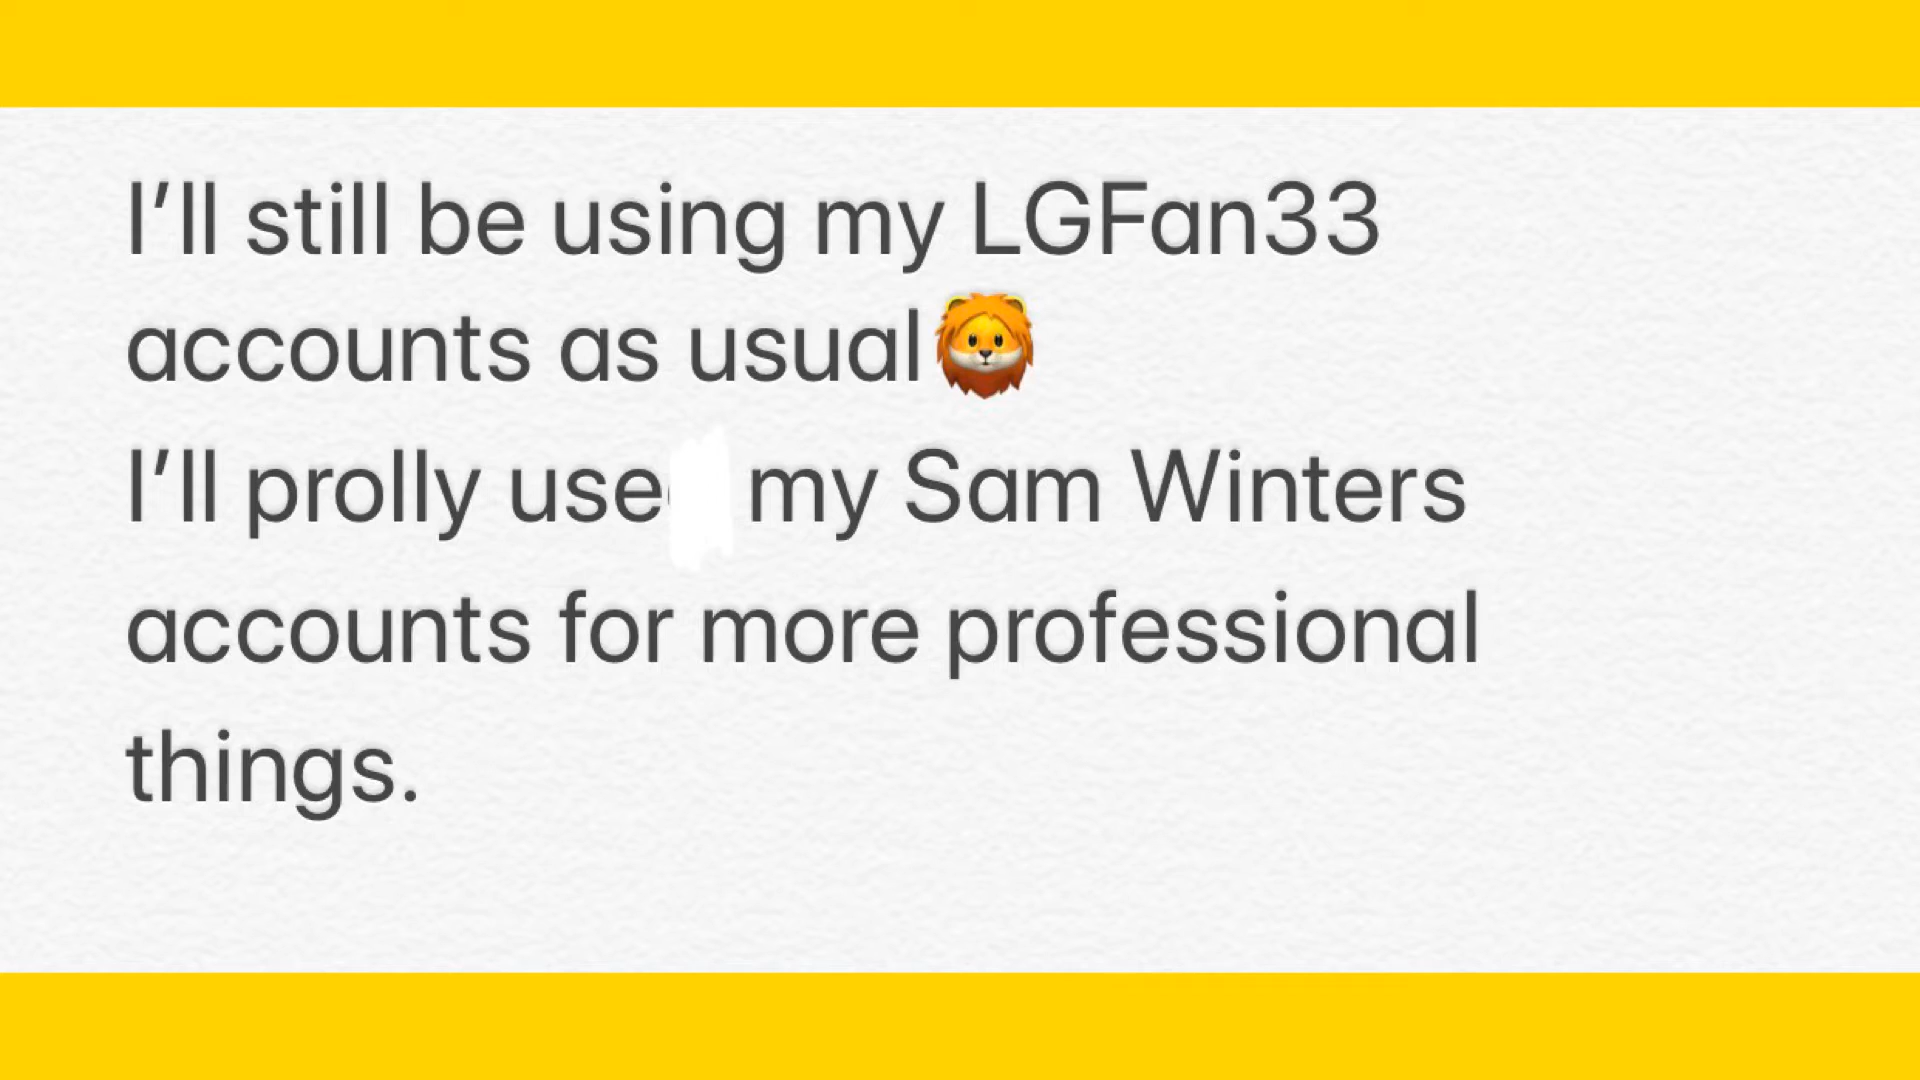 I’ll still be using my LGFan33
accounts as usual🦁
I’ll prolly use my Sam Winters
accounts for more professional
things.